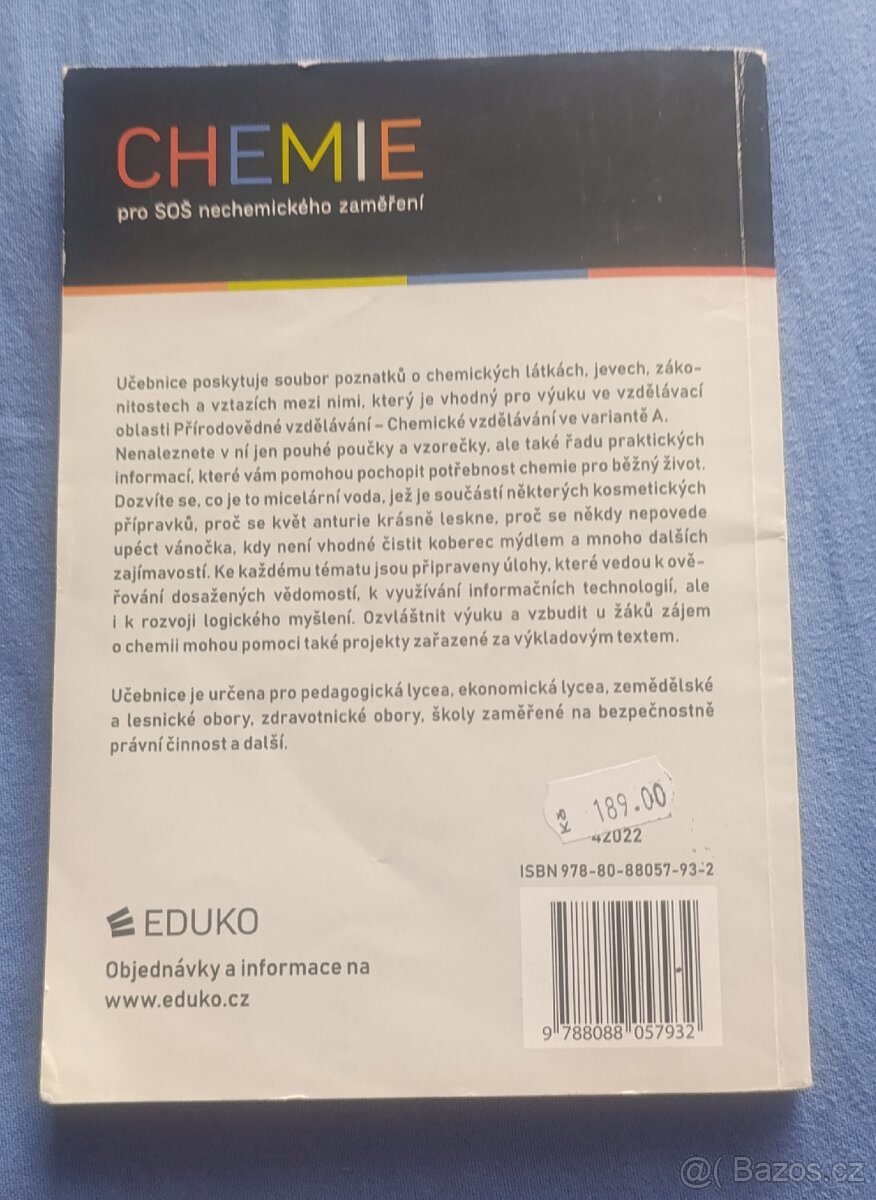 CHEMIE
pro SOŠ nechemického zaměření
Učebnice poskytuje soubor poznatků o chemických látkách, jevech, záko-
nitostech a vztazích mezi nimi, který je vhodný pro výuku ve vzdělávací
oblasti Přírodovědné vzdělávání – Chemické vzdělávání ve variantě A.
Nenaleznete v ní jen pouhé poučky a vzorečky, ale také řadu praktických
informací, které vám pomohou pochopit potřebnost chemie pro běžný život.
Dozvíte se, co je to micelární voda, jež je součástí některých kosmetických
přípravků, proč se květ anturie krásně leskne, proč se někdy nepovede
upéct vánočka, kdy není vhodné čistit koberec mýdlem a mnoho dalších
zajímavostí. Ke každému tématu jsou připraveny úlohy, které vedou k ově-
řování dosažených vědomostí, k využívání informačních technologií, ale
i k rozvoji logického myšlení. Ozvláštnit výuku a vzbudit u žáků zájem
o chemii mohou pomoci také projekty zařazené za výkladovým textem.
Učebnice je určena pro pedagogická lycea, ekonomická lycea, zemědělské
a lesnické obory, zdravotnické obory, školy zaměřené na bezpečnostně
právní činnost a další.
Kč 189.00
42022
ISBN 978-80-88057-93-2
EDUKO
Objednávky a informace na
www.eduko.cz
9 788088 057932
@( Bazos.cz